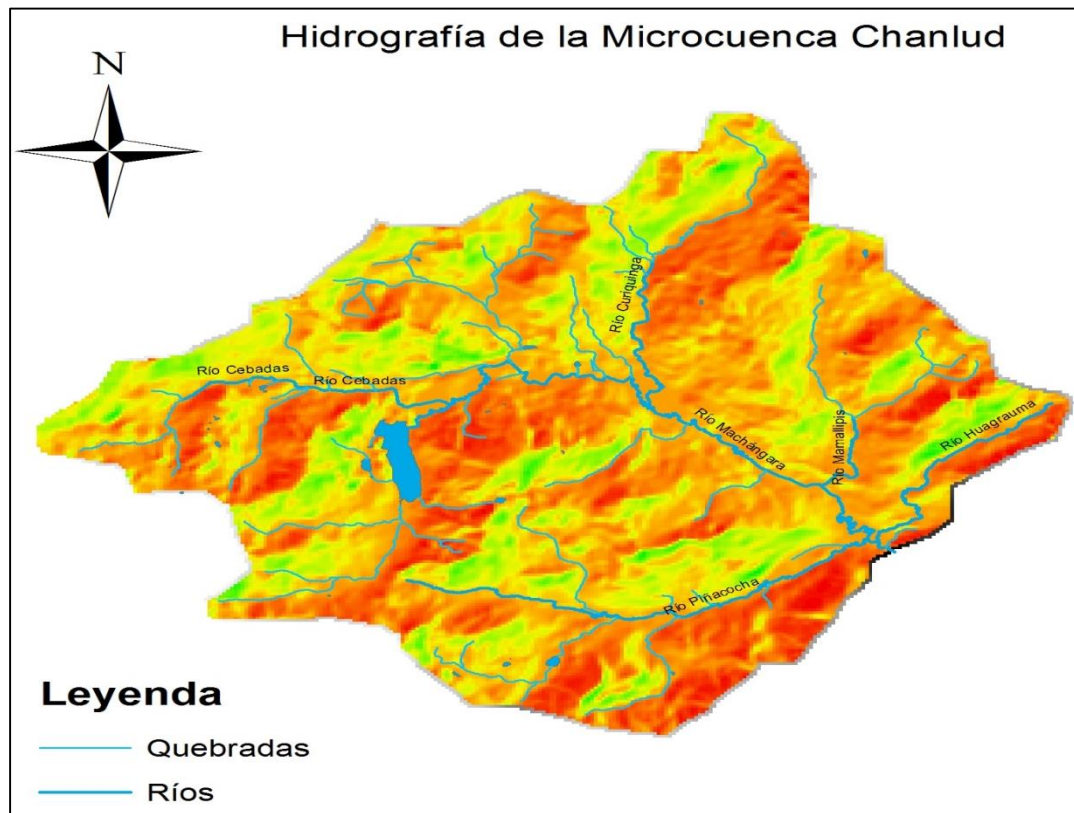 Hidrografía de la Microcuenca Chanlud
N
Río Curiquinga
Río Cebadas
Río Cebadas
Río Machángara
Río Mamallipis
Río Huagrauma
Río Piñacocha
Leyenda
Quebradas
Ríos